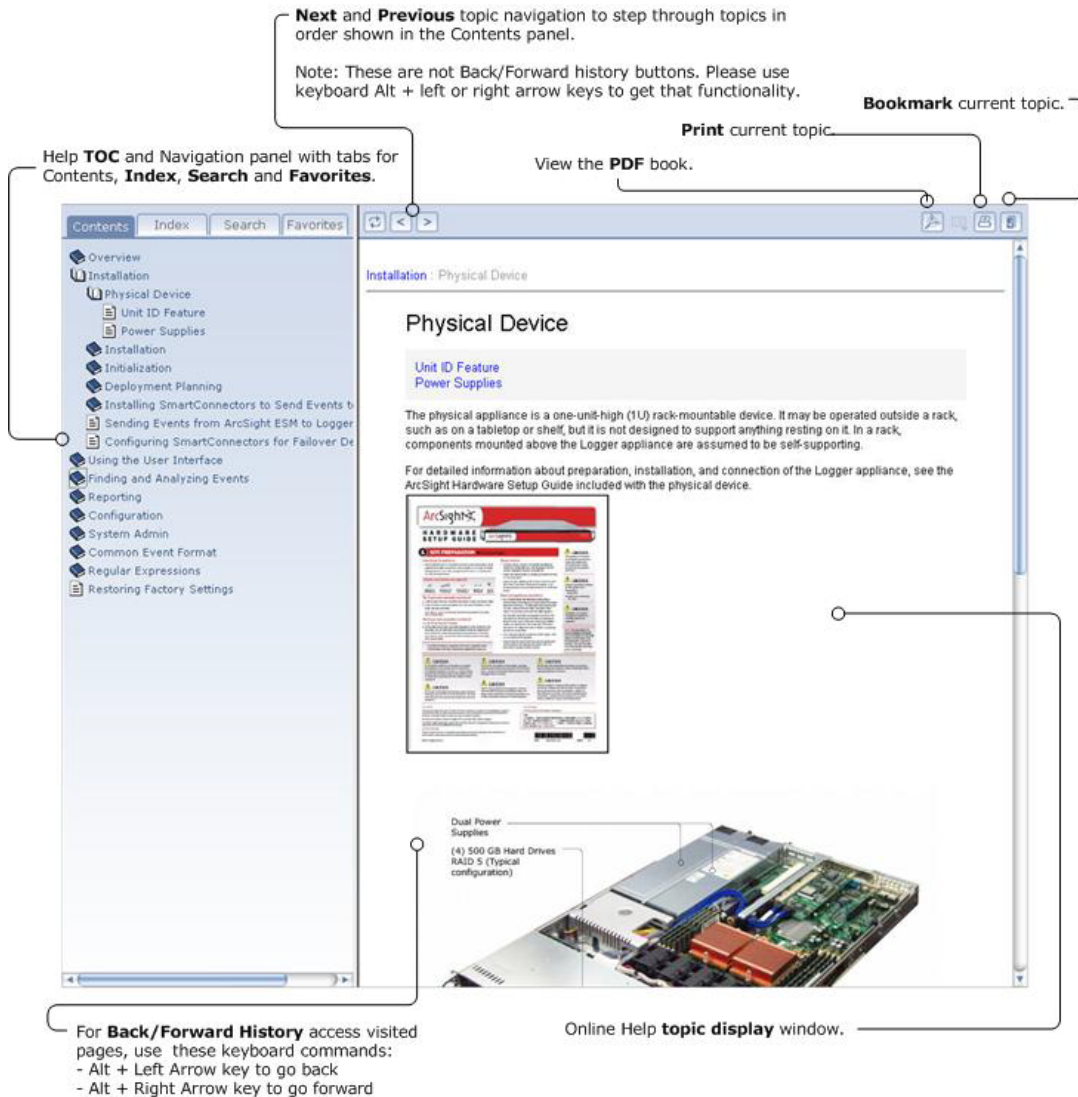 Next and Previous topic navigation to step through topics in
order shown in the Contents panel.
Note: These are not Back/Forward history buttons. Please use
keyboard Alt + left or right arrow keys to get that functionality.
Bookmark current topic.
Print current topic.
View the PDF book.
Help TOC and Navigation panel with tabs for
Contents, Index, Search and Favorites.
Contents
Index
Search
Favorites
Overview
Installation
Physical Device
Unit ID Feature
Power Supplies
Installation
Initialization
Deployment Planning
Installing SmartConnectors to Send Events t
Sending Events from ArcSight ESM to Logger
Configuring SmartConnectors for Failover De
Using the User Interface
Finding and Analyzing Events
Reporting
Configuration
System Admin
Common Event Format
Regular Expressions
Restoring Factory Settings
< >
Installation : Physical Device
Physical Device
Unit ID Feature
Power Supplies
The physical appliance is a one-unit-high (1U) rack-mountable device. It may be operated outside a rack,
such as on a tabletop or shelf, but it is not designed to support anything resting on it. In a rack,
components mounted above the Logger appliance are assumed to be self-supporting.
For detailed information about preparation, installation, and connection of the Logger appliance, see the
ArcSight Hardware Setup Guide included with the physical device.
ArcSight
HARDWARE
SETUP GUIDE
SITE PREPARATION
Dual Power
Supplies
(4) 500 GB Hard Drives
RAID 5 (Typical
configuration)
For Back/Forward History access visited
pages, use these keyboard commands:
- Alt + Left Arrow key to go back
- Alt + Right Arrow key to go forward
Online Help topic display window.